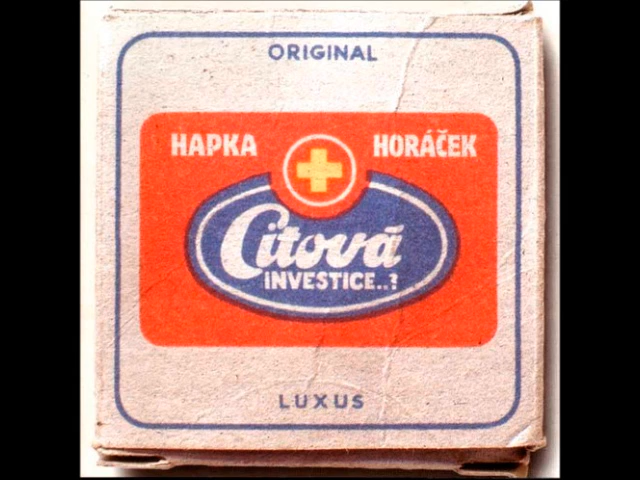 ORIGINAL
HAPKA HORÁČEK
Citová
INVESTICE..?
LUXUS